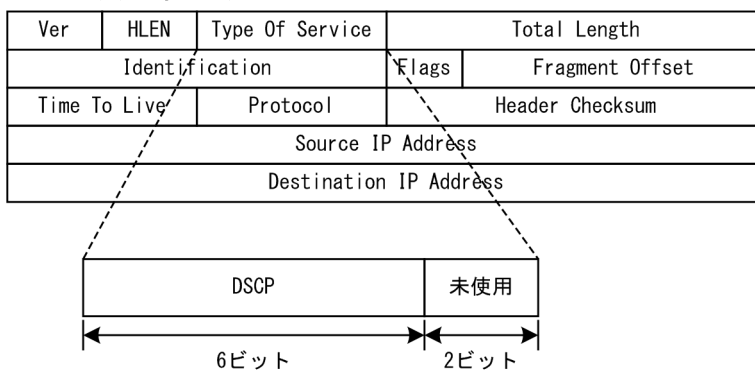 Ver HLEN Type Of Service Total Length
Identification Flags Fragment Offset
Time To Live Protocol Header Checksum
Source IP Address
Destination IP Address
DSCP 未使用
6ビット 2ビット